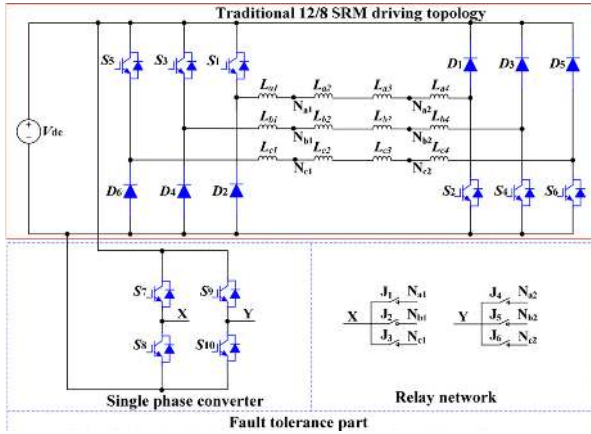 Traditional 12/8 SRM driving topology
S5 S3 S1 D1 D3 D5
La1 La2 La3 La4
Na1 Na2
Vdc
Lb1 Lb2 Lb3 Lb4
Nb1 Nb2
Lc1 Lc2 Lc3 Lc4
Nc1 Nc2
D6 D4 D2 S2 S4 S6
S7 S9
X Y
S8 S10
Single phase converter
J1 Na1 J4 Na2
X J2 Nb1 Y J5 Nb2
J3 Nc1 J6 Nc2
Relay network
Fault tolerance part